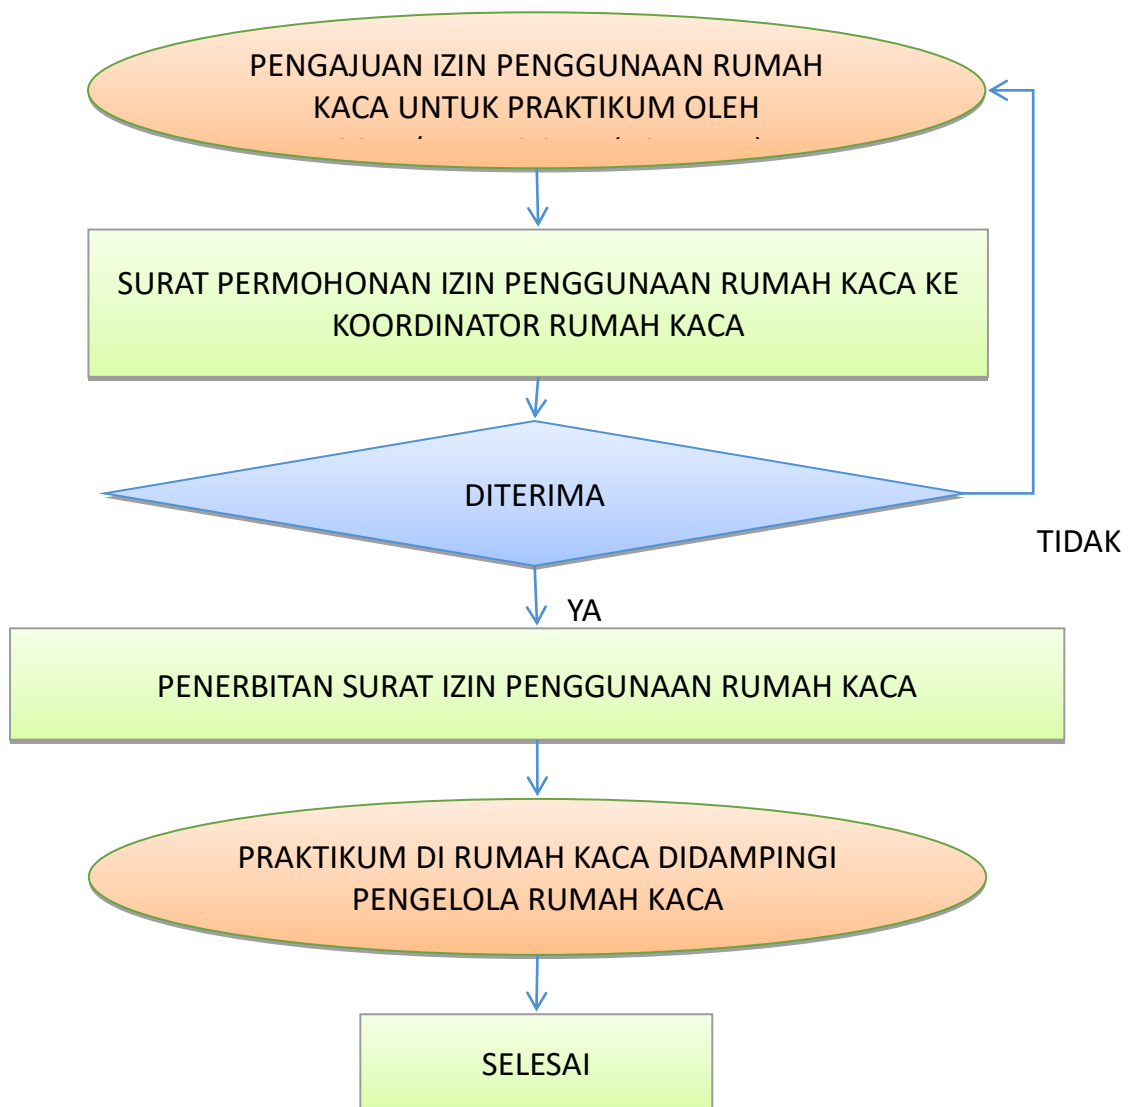 PENGAJUAN IZIN PENGGUNAAN RUMAH
KACA UNTUK PRAKTIKUM OLEH
SURAT PERMOHONAN IZIN PENGGUNAAN RUMAH KACA KE
KOORDINATOR RUMAH KACA
DITERIMA
TIDAK
YA
PENERBITAN SURAT IZIN PENGGUNAAN RUMAH KACA
PRAKTIKUM DI RUMAH KACA DIDAMPINGI
PENGELOLA RUMAH KACA
SELESAI